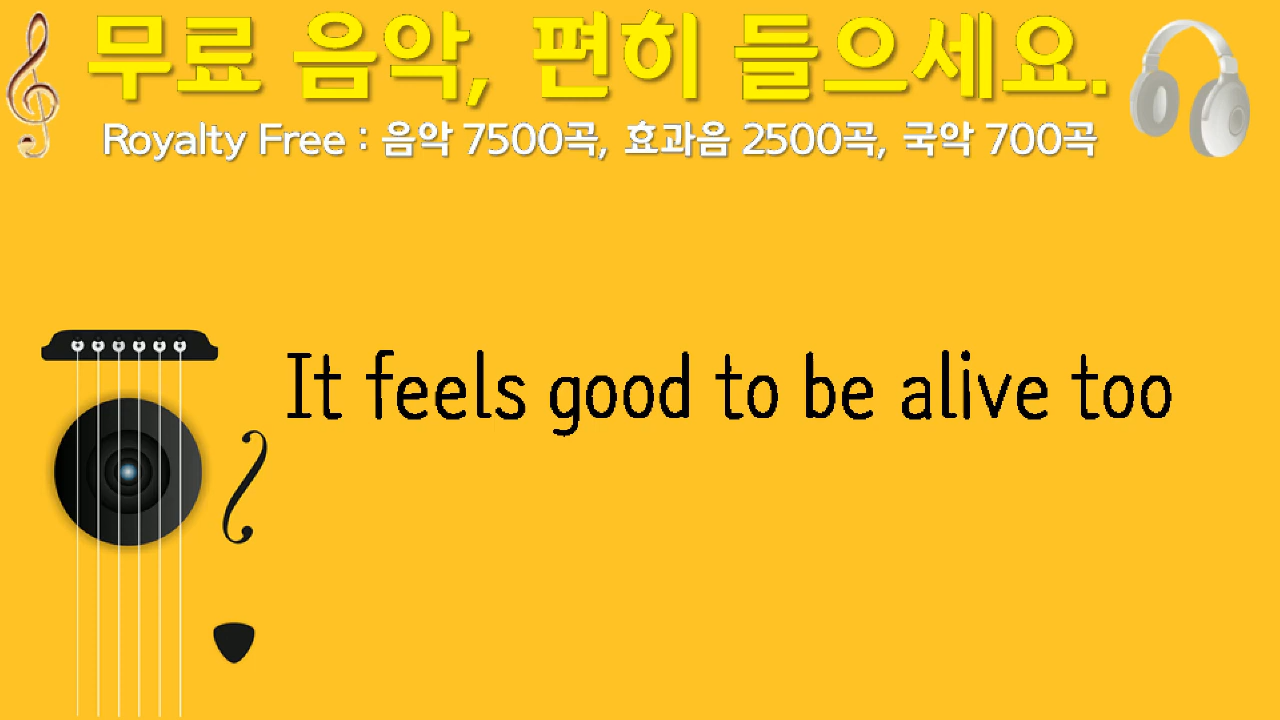 무료 음악, 편히 들으세요.
Royalty Free : 음악 7500곡, 효과음 2500곡, 국악 700곡
It feels good to be alive too